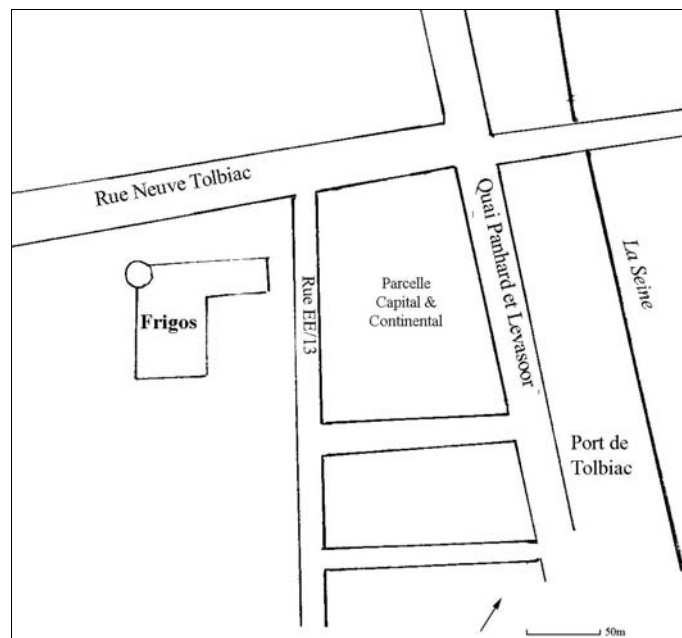 Rue Neuve Tolbiac
Quai Panhard et Levasoor
La Seine
Rue EE/13
Parcelle
Capital &
Continental
Frigos
Port de
Tolbiac
50m